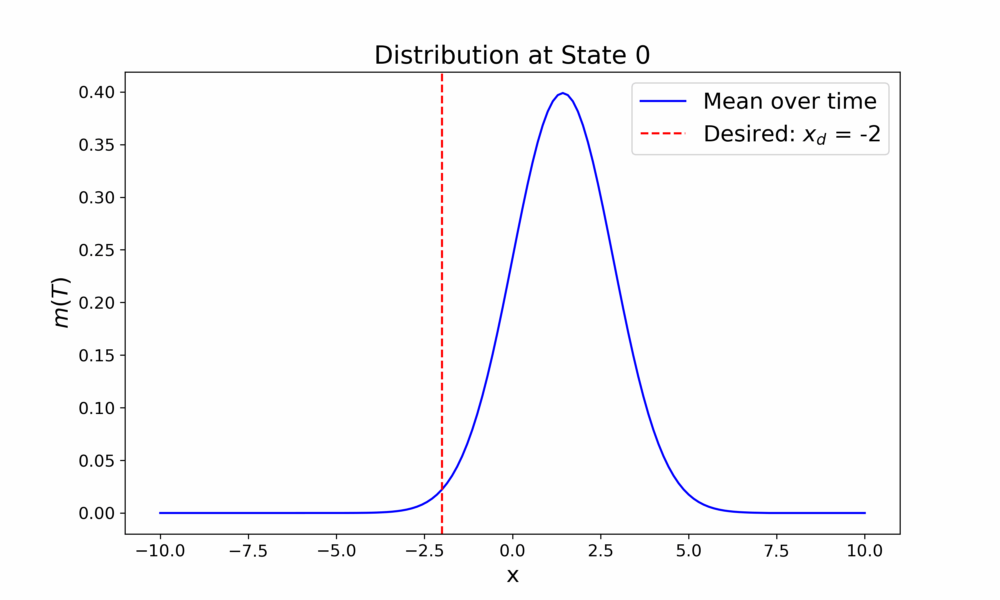 Distribution at State 0
Mean over time
Desired: x_d = -2
m(T)
0.40
0.35
0.30
0.25
0.20
0.15
0.10
0.05
0.00
−10.0 −7.5 −5.0 −2.5 0.0 2.5 5.0 7.5 10.0
x